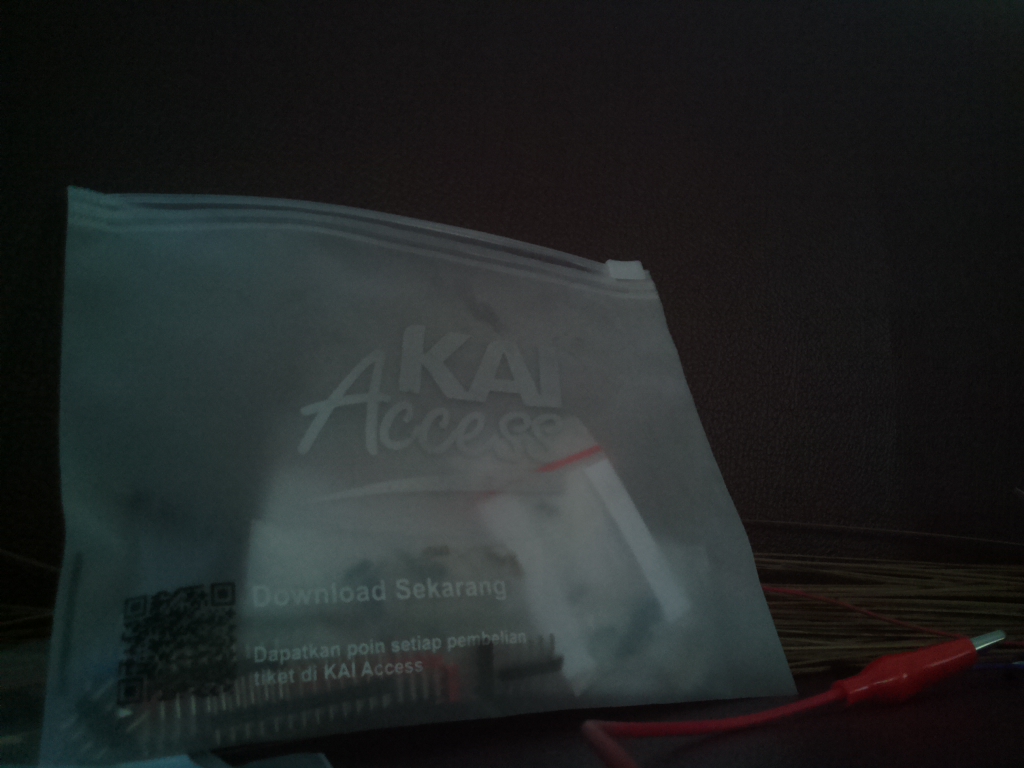 KAI
Access
Download Sekarang
Dapatkan poin setiap pembelian
tiket di KAI Access